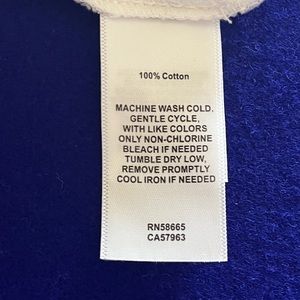 100% Cotton
MACHINE WASH COLD,
GENTLE CYCLE,
WITH LIKE COLORS
ONLY NON-CHLORINE
BLEACH IF NEEDED
TUMBLE DRY LOW,
REMOVE PROMPTLY
COOL IRON IF NEEDED
RN58665
CA57963